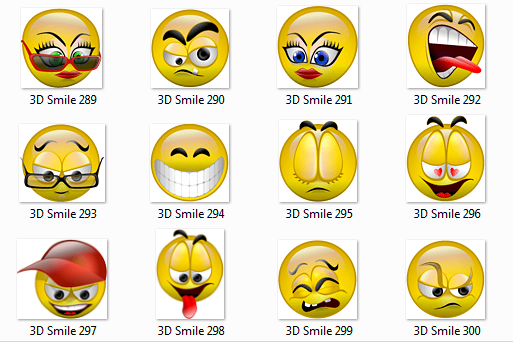 3D Smile 289
3D Smile 290
3D Smile 291
3D Smile 292
3D Smile 293
3D Smile 294
3D Smile 295
3D Smile 296
3D Smile 297
3D Smile 298
3D Smile 299
3D Smile 300